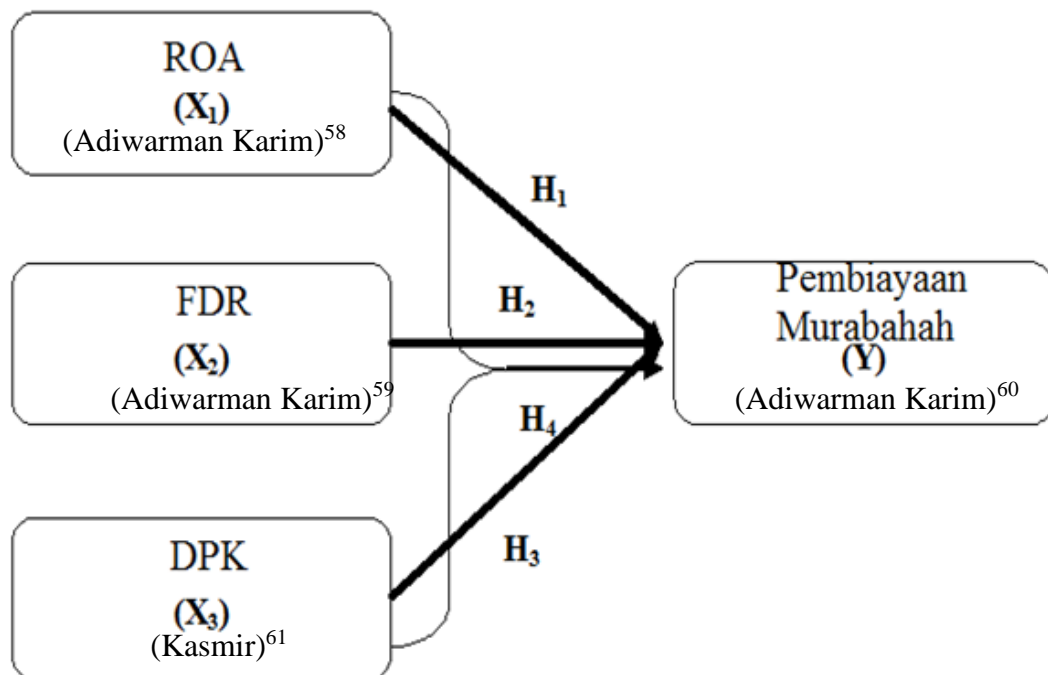 ROA
(X₁)
(Adiwarman Karim)⁵⁸
H₁
FDR
(X₂)
(Adiwarman Karim)⁵⁹
H₂
Pembiayaan
Murabahah
(Y)
(Adiwarman Karim)⁶⁰
H₄
H₃
DPK
(X₃)
(Kasmir)⁶¹